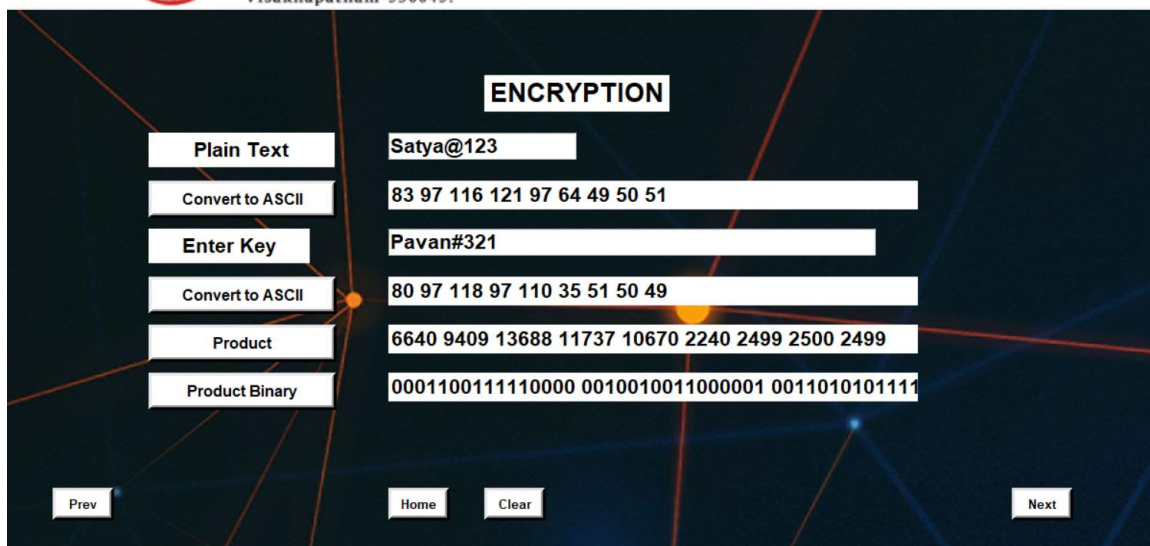 ENCRYPTION
Plain Text Satya@123
Convert to ASCII 83 97 116 121 97 64 49 50 51
Enter Key Pavan#321
Convert to ASCII 80 97 118 97 110 35 51 50 49
Product 6640 9409 13688 11737 10670 2240 2499 2500 2499
Product Binary 0001100111110000 0010010011000001 0011010101111
Prev Home Clear Next